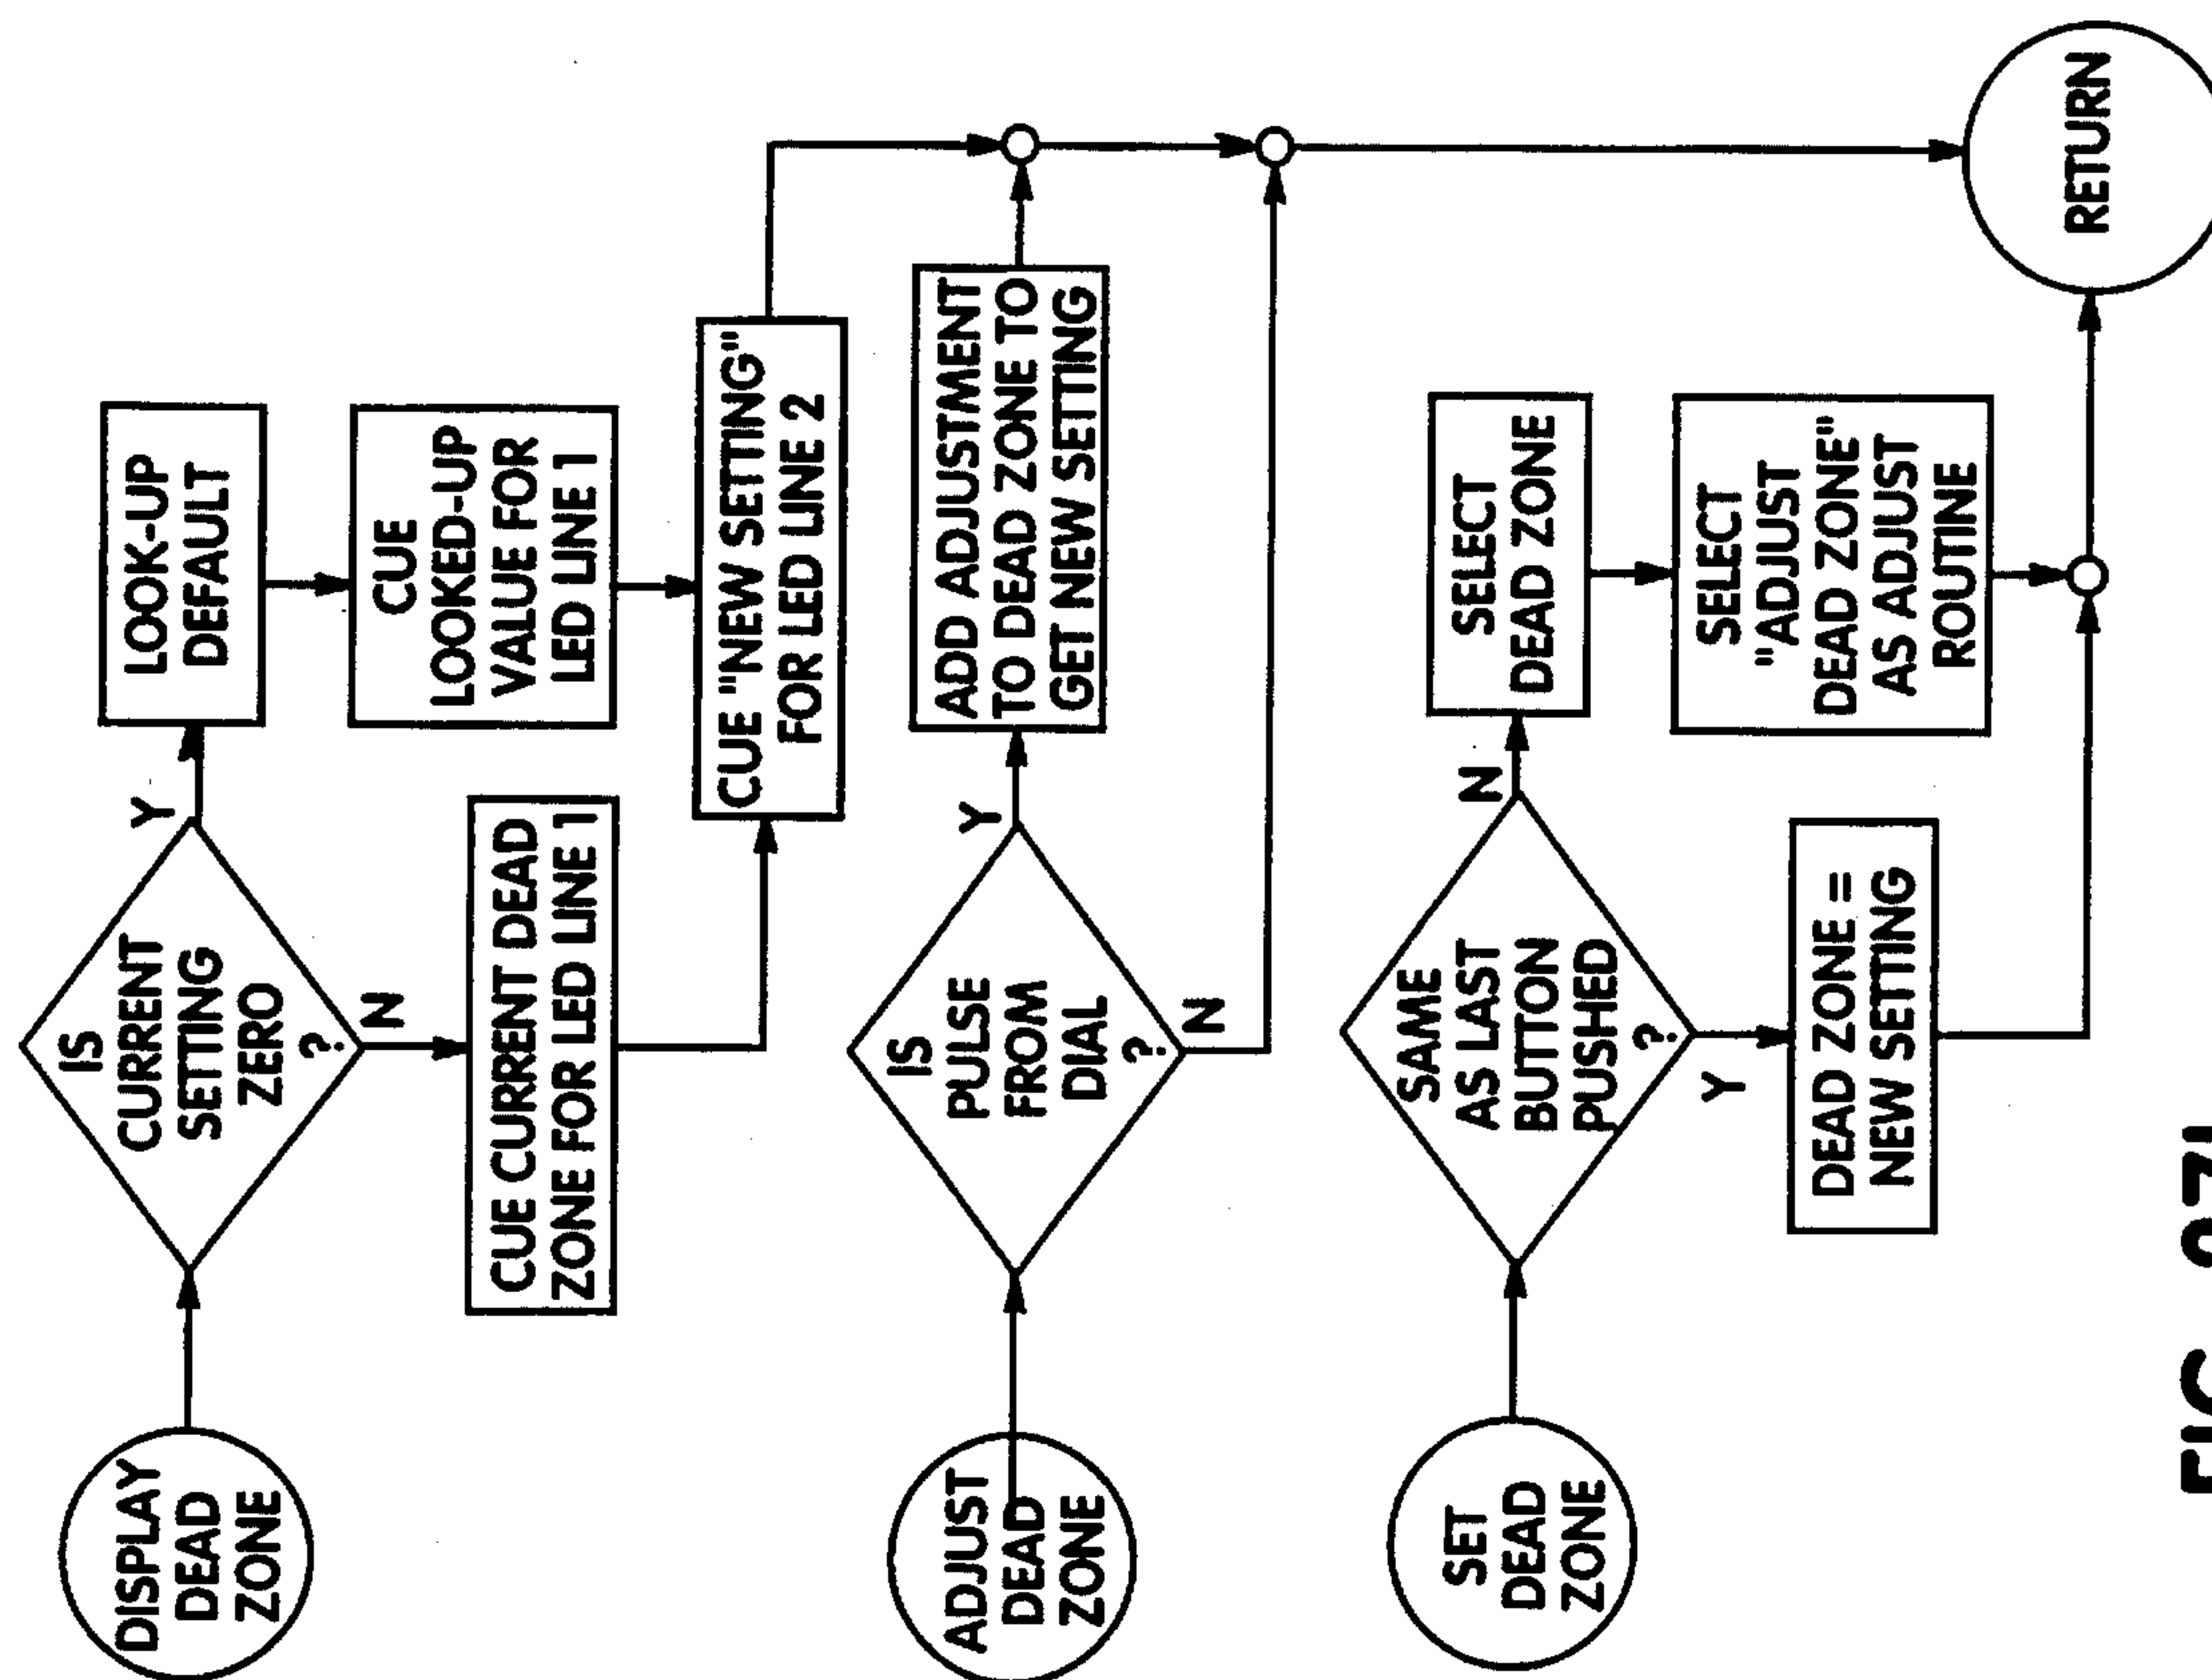 DISPLAY
DEAD
ZONE
IS
CURRENT
SETTING
ZERO
?
Y
N
LOOK-UP
DEFAULT
CUE
LOOKED-UP
VALUE FOR
LED LINE 1
CUE CURRENT DEAD
ZONE FOR LED LINE 1
CUE "NEW SETTING"
FOR LED LINE 2
ADJUST
DEAD
ZONE
IS
PULSE
FROM
DIAL
?
Y
N
ADD ADJUSTMENT
TO DEAD ZONE TO
GET NEW SETTING
SET
DEAD
ZONE
SAME
AS LAST
BUTTON
PUSHED
?
N
Y
SELECT
DEAD ZONE
SELECT
"ADJUST
DEAD ZONE"
AS ADJUST
ROUTINE
DEAD ZONE =
NEW SETTING
RETURN